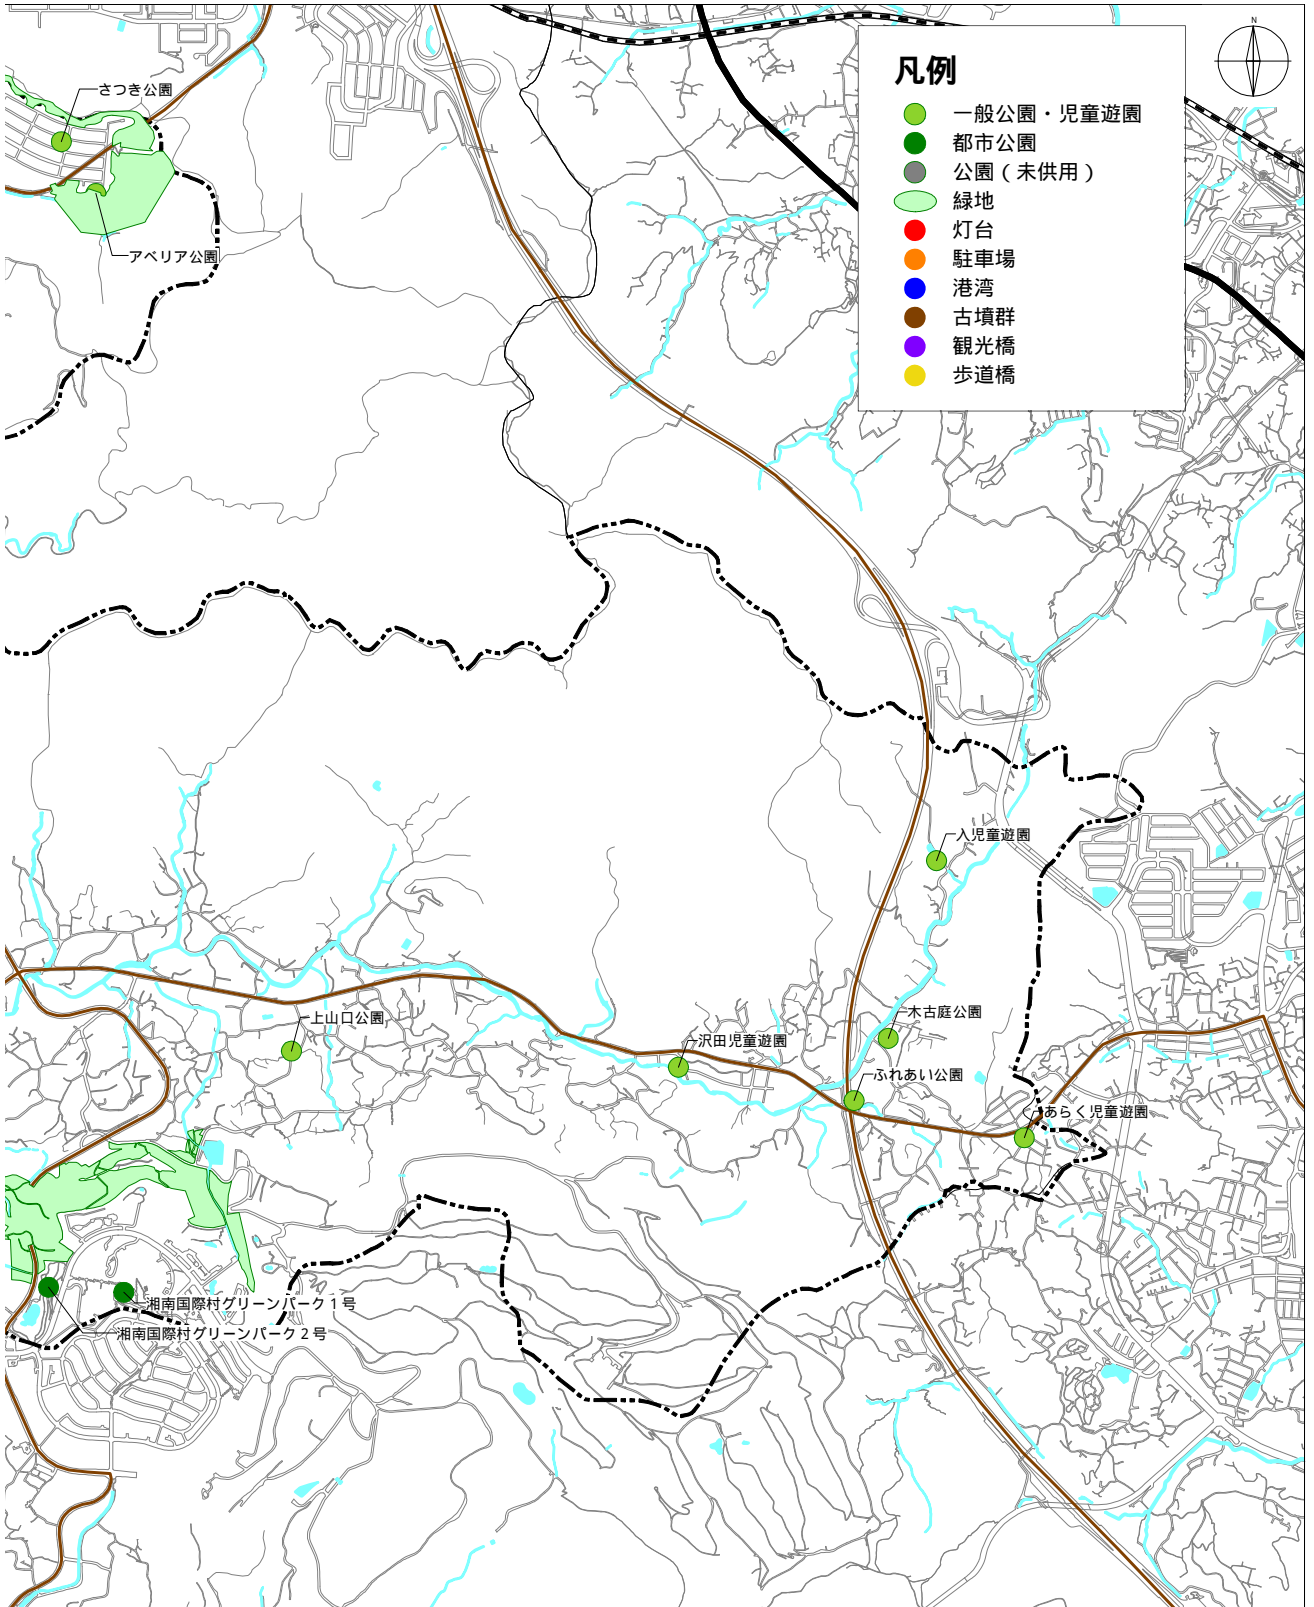 N
凡例
一般公園・児童遊園
都市公園
公園（未供用）
緑地
灯台
駐車場
港湾
古墳群
観光橋
歩道橋
さつき公園
アベリア公園
入児童遊園
木古庭公園
上山口公園
沢田児童遊園
ふれあい公園
あらく児童遊園
湘南国際村グリーンパーク１号
湘南国際村グリーンパーク２号